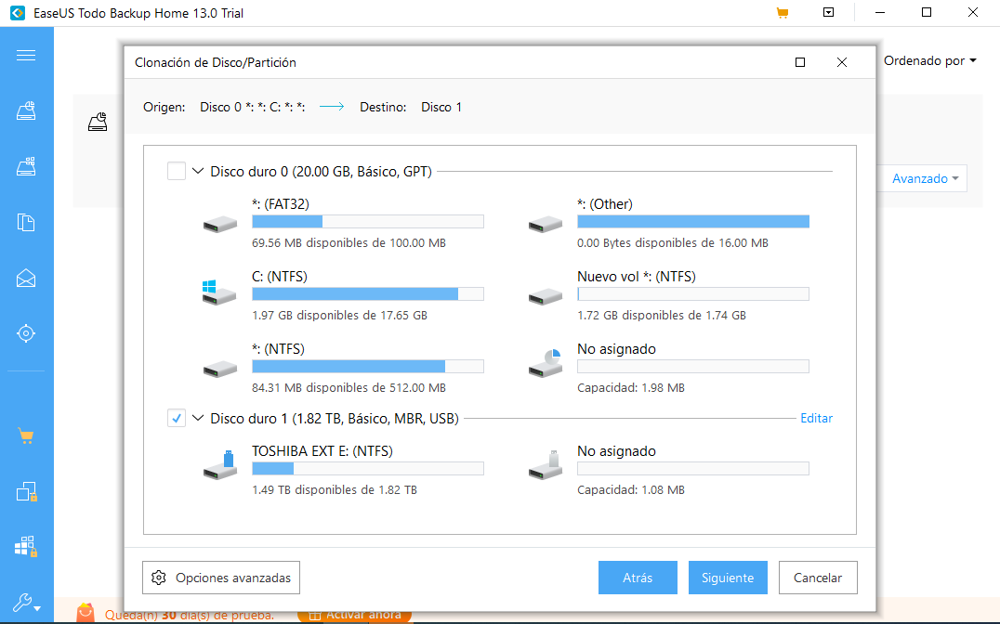 EaseUS Todo Backup Home 13.0 Trial
Clonación de Disco/Partición
Ordenado por
Origen: Disco 0 *: *: C: *: *: Destino: Disco 1
Avanzado
Disco duro 0 (20.00 GB, Básico, GPT)
*: (FAT32)
69.56 MB disponibles de 100.00 MB
*: (Other)
0.00 Bytes disponibles de 16.00 MB
C: (NTFS)
1.97 GB disponibles de 17.65 GB
Nuevo vol *: (NTFS)
1.72 GB disponibles de 1.74 GB
*: (NTFS)
84.31 MB disponibles de 512.00 MB
No asignado
Capacidad: 1.98 MB
Disco duro 1 (1.82 TB, Básico, MBR, USB)
Editar
TOSHIBA EXT E: (NTFS)
1.49 TB disponibles de 1.82 TB
No asignado
Capacidad: 1.08 MB
Opciones avanzadas
Atrás
Siguiente
Cancelar
Queda(n) 30 día(s) de prueba.
Activar ahora